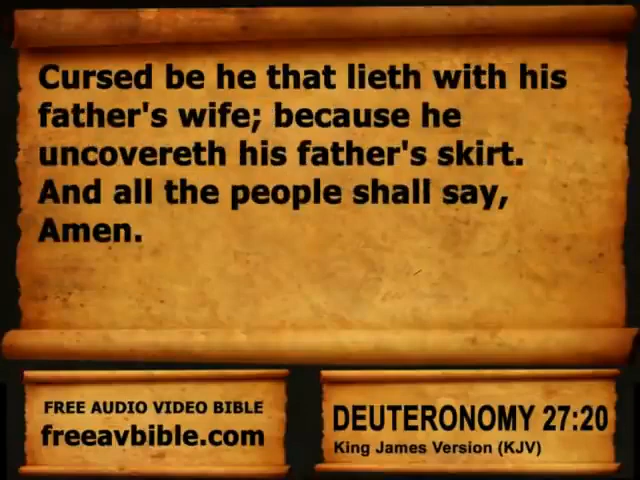 Cursed be he that lieth with his
father's wife; because he
uncovereth his father's skirt.
And all the people shall say,
Amen.
FREE AUDIO VIDEO BIBLE
freeavbible.com
DEUTERONOMY 27:20
King James Version (KJV)